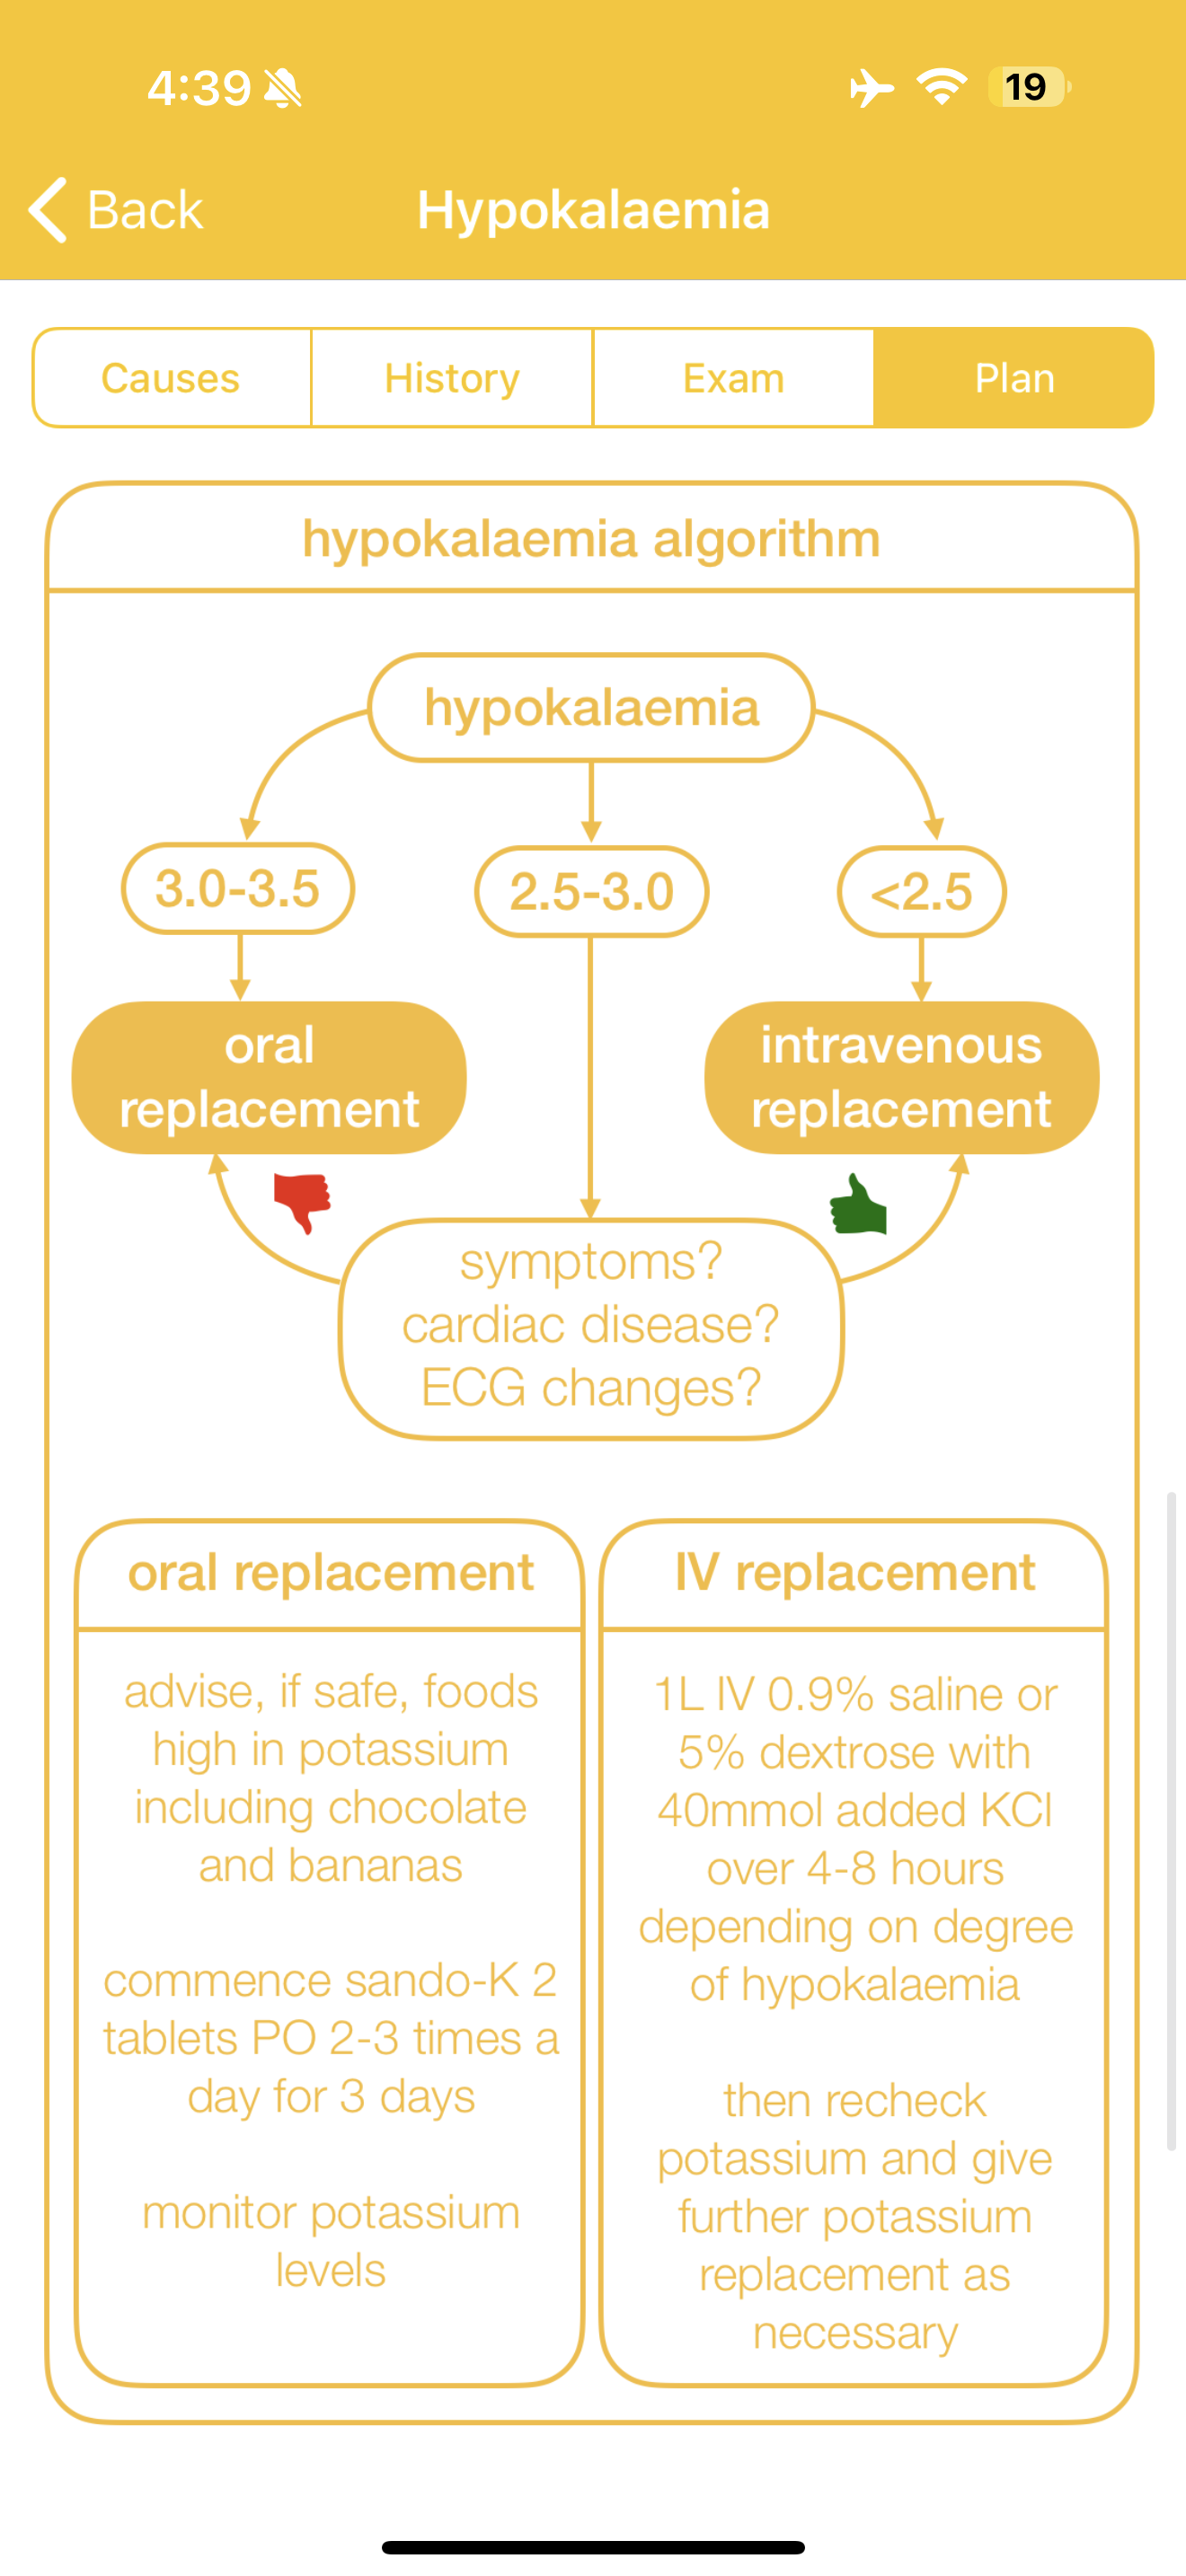 4:39
19
Back
Hypokalaemia
Causes
History
Exam
Plan
hypokalaemia algorithm
hypokalaemia
3.0-3.5
2.5-3.0
<2.5
oral
replacement
intravenous
replacement
symptoms?
cardiac disease?
ECG changes?
oral replacement
advise, if safe, foods
high in potassium
including chocolate
and bananas
commence sando-K 2
tablets PO 2-3 times a
day for 3 days
monitor potassium
levels
IV replacement
1L IV 0.9% saline or
5% dextrose with
40mmol added KCl
over 4-8 hours
depending on degree
of hypokalaemia
then recheck
potassium and give
further potassium
replacement as
necessary